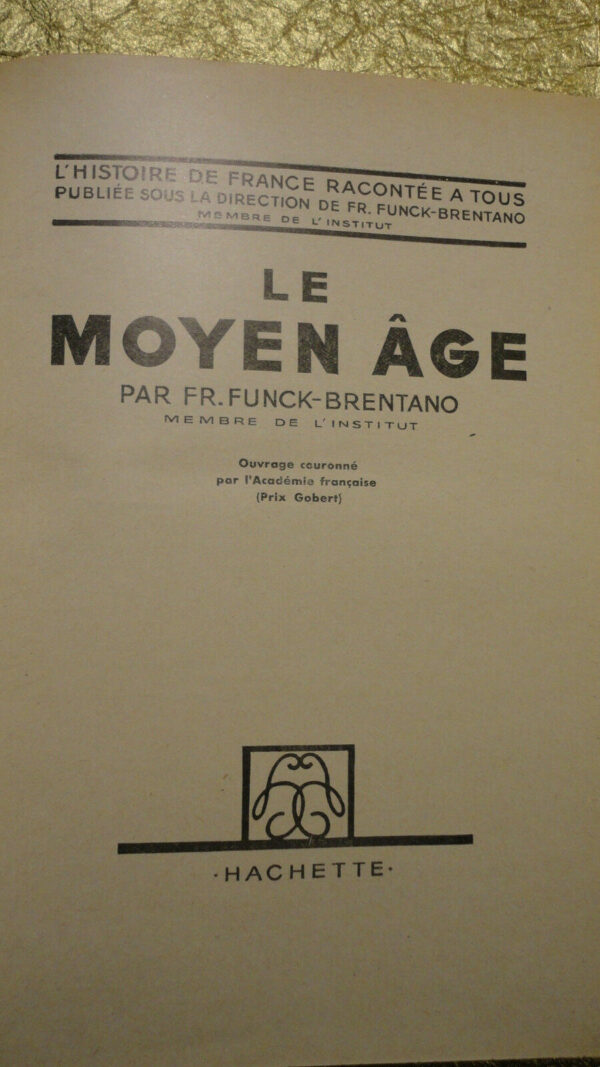 L'HISTOIRE DE FRANCE RACONTÉE A TOUS
PUBLIÉE SOUS LA DIRECTION DE FR. FUNCK-BRENTANO
MEMBRE DE L'INSTITUT
LE
MOYEN ÂGE
PAR FR. FUNCK-BRENTANO
MEMBRE DE L'INSTITUT
Ouvrage couronné
par l'Académie française
(Prix Gobert)
·HACHETTE·